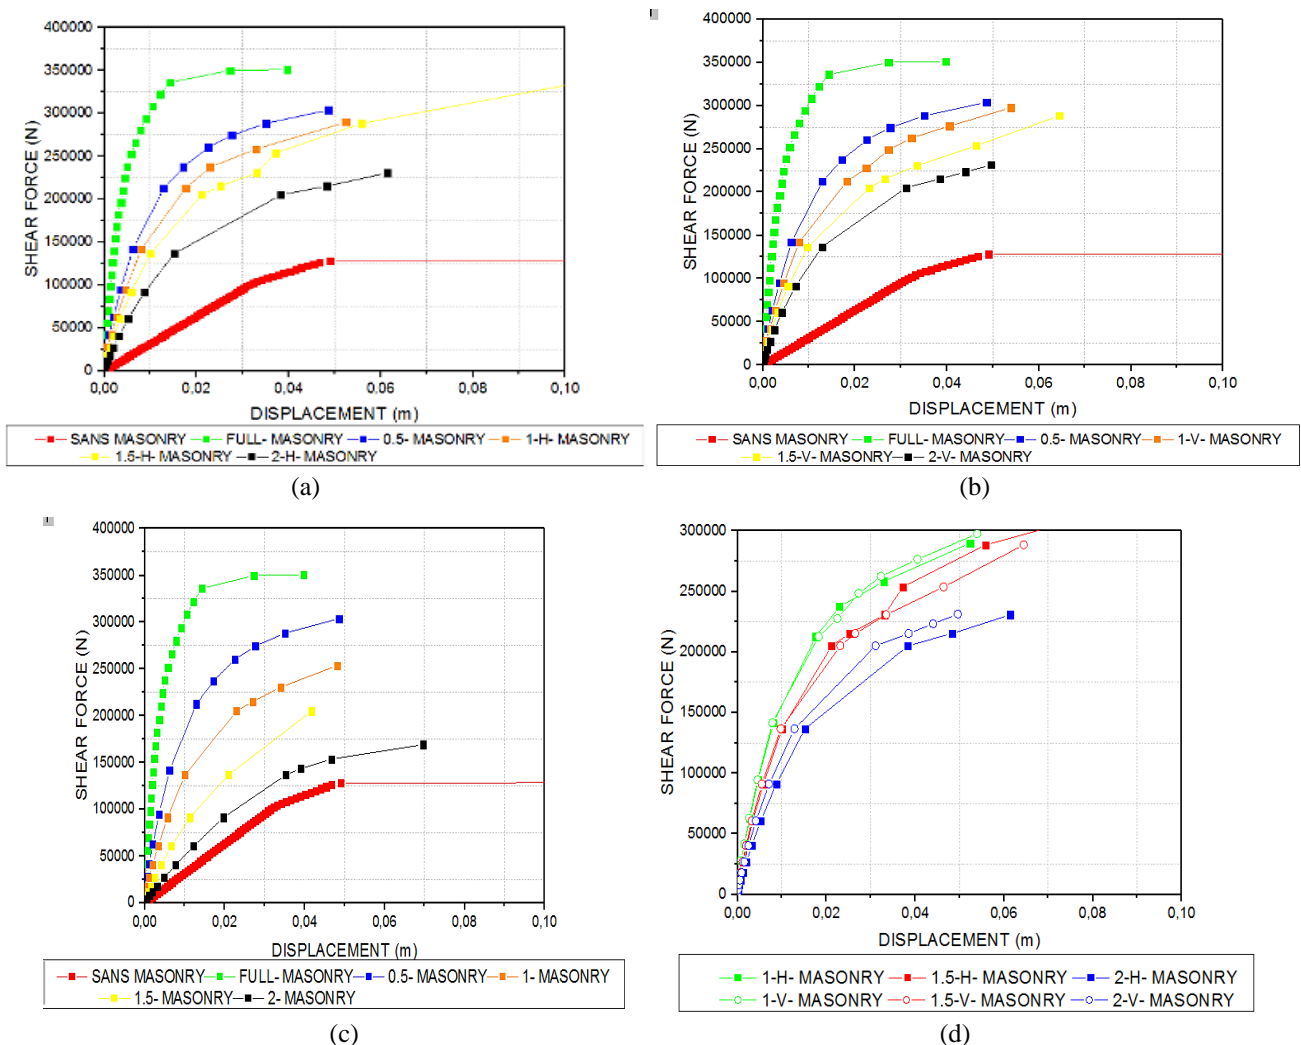 400000
350000
300000
250000
200000
150000
100000
50000
0
SHEAR FORCE (N)
0,00 0,02 0,04 0,06 0,08 0,10
DISPLACEMENT (m)
SANS MASONRY FULL- MASONRY 0.5- MASONRY 1-H- MASONRY
1.5-H- MASONRY 2-H- MASONRY
(a)
400000
350000
300000
250000
200000
150000
100000
50000
0
SHEAR FORCE (N)
0,00 0,02 0,04 0,06 0,08 0,10
DISPLACEMENT (m)
SANS MASONRY FULL- MASONRY 0.5- MASONRY 1-V- MASONRY
1.5-V- MASONRY 2-V- MASONRY
(b)
400000
350000
300000
250000
200000
150000
100000
50000
0
SHEAR FORCE (N)
0,00 0,02 0,04 0,06 0,08 0,10
DISPLACEMENT (m)
SANS MASONRY FULL- MASONRY 0.5- MASONRY 1- MASONRY
1.5- MASONRY 2- MASONRY
(c)
300000
250000
200000
150000
100000
50000
0
SHEAR FORCE (N)
0,00 0,02 0,04 0,06 0,08 0,10
DISPLACEMENT (m)
1-H- MASONRY 1.5-H- MASONRY 2-H- MASONRY
1-V- MASONRY 1.5-V- MASONRY 2-V- MASONRY
(d)